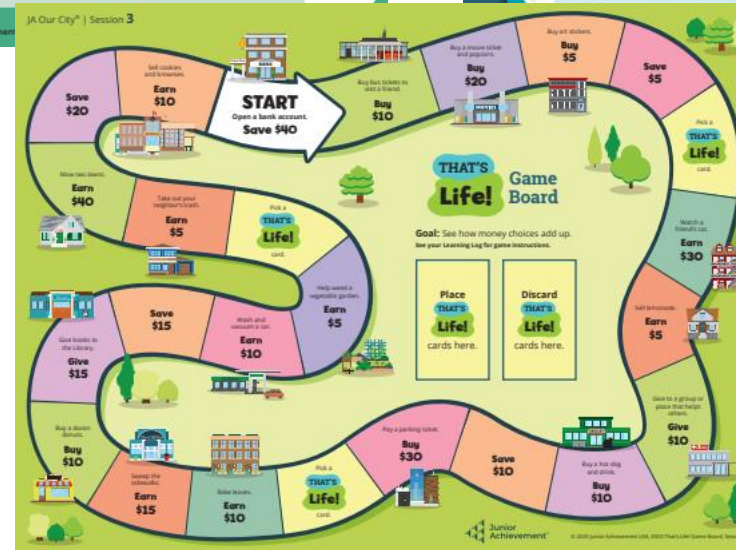 JA Our City® | Session 3
START
Open a bank account.
Save $40
Buy bus tickets to
visit a friend.
Buy
$10
Buy a movie ticket
and popcorn.
Buy
$20
Buy art stickers.
Buy
$5
Save
$5
Pick a
THAT'S
Life!
card.
Watch a
friend's cat.
Earn
$30
Sell lemonade.
Earn
$5
Give to a group or
place that helps
others.
Give
$10
Buy a hot dog
and drink.
Buy
$10
Save
$10
Pay a parking ticket.
Buy
$30
Pick a
THAT'S
Life!
card.
Rake leaves.
Earn
$10
Sweep the
sidewalks.
Earn
$15
Buy a dozen
donuts.
Buy
$10
Give books to
the Library.
Give
$15
Save
$15
Wash and
vacuum a car.
Earn
$10
Help weed a
vegetable garden.
Earn
$5
Pick a
THAT'S
Life!
card.
Take out your
neighbor's trash.
Earn
$5
Mow two lawns.
Earn
$40
Save
$20
Sell cookies
and brownies.
Earn
$10
THAT'S
Life!
Game
Board
Goal: See how money choices add up.
See your Learning Log for game instructions.
Place
THAT'S
Life!
cards here.
Discard
THAT'S
Life!
cards here.
Junior
Achievement®